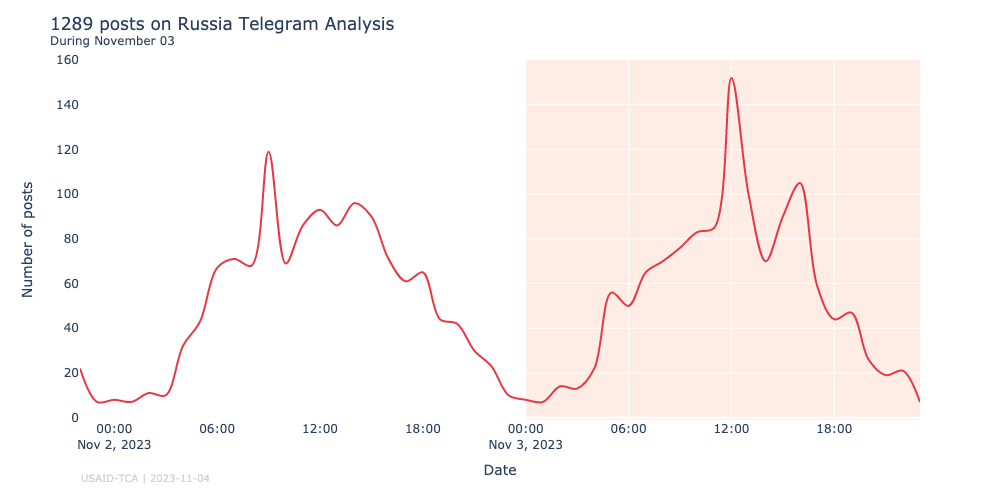 1289 posts on Russia Telegram Analysis
During November 03
160
140
120
100
80
60
40
20
0
Number of posts
00:00 06:00 12:00 18:00 00:00 06:00 12:00 18:00
Nov 2, 2023 Nov 3, 2023
Date
USAID-TCA | 2023-11-04